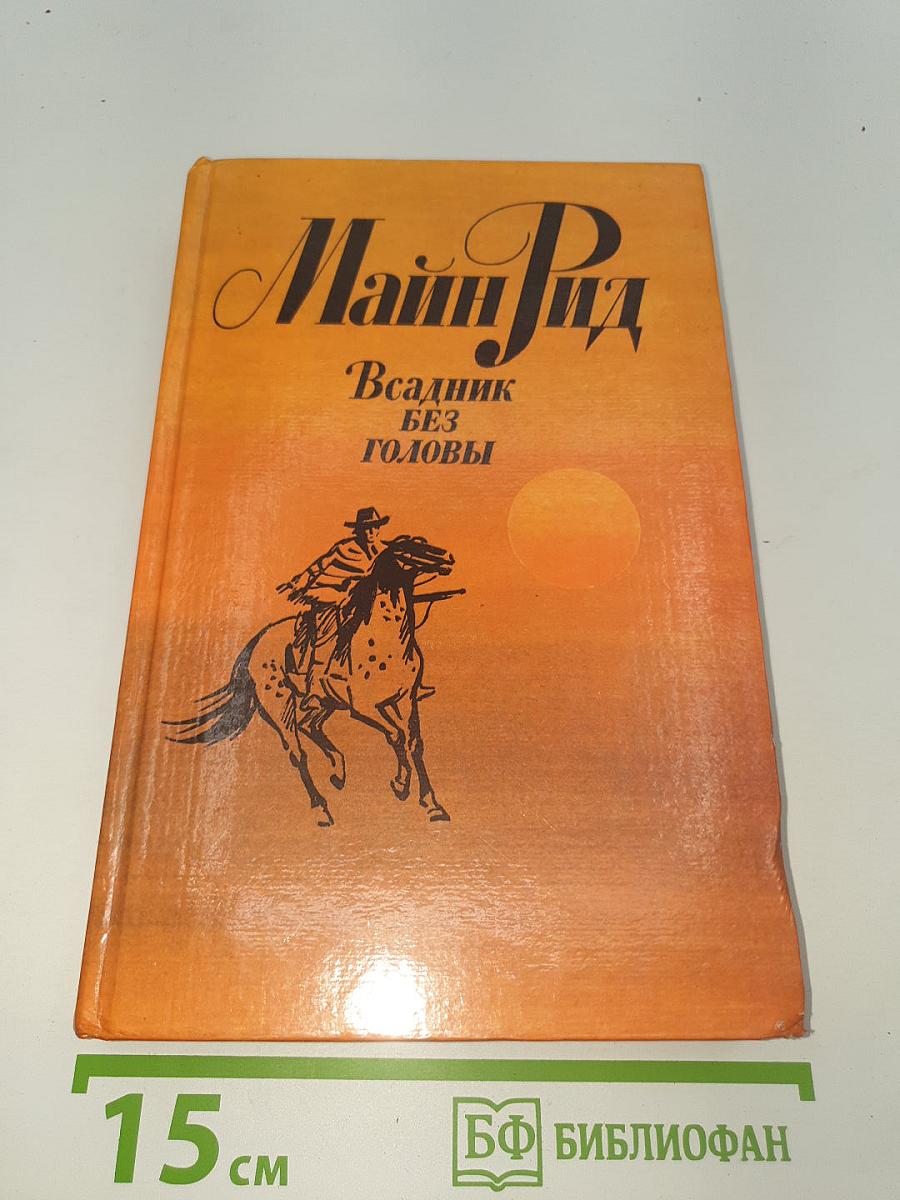 Майн Рид
Всадник
без
головы
15 см
БФ БИБЛИОФАН